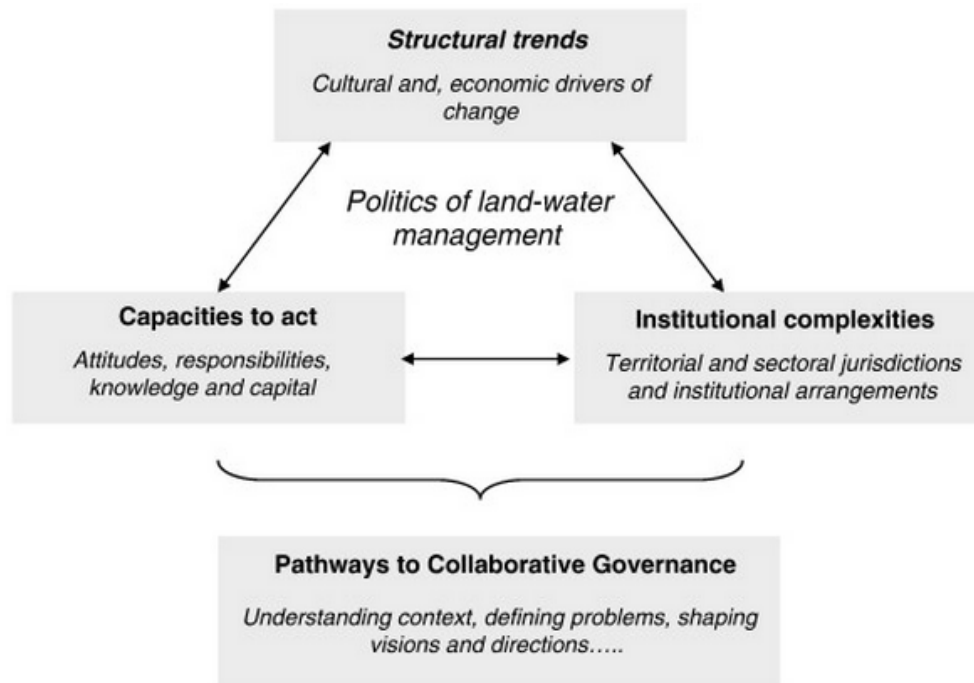 Structural trends
Cultural and, economic drivers of
change
Politics of land-water
management
Capacities to act
Attitudes, responsibilities,
knowledge and capital
Institutional complexities
Territorial and sectoral jurisdictions
and institutional arrangements
Pathways to Collaborative Governance
Understanding context, defining problems, shaping
visions and directions.....